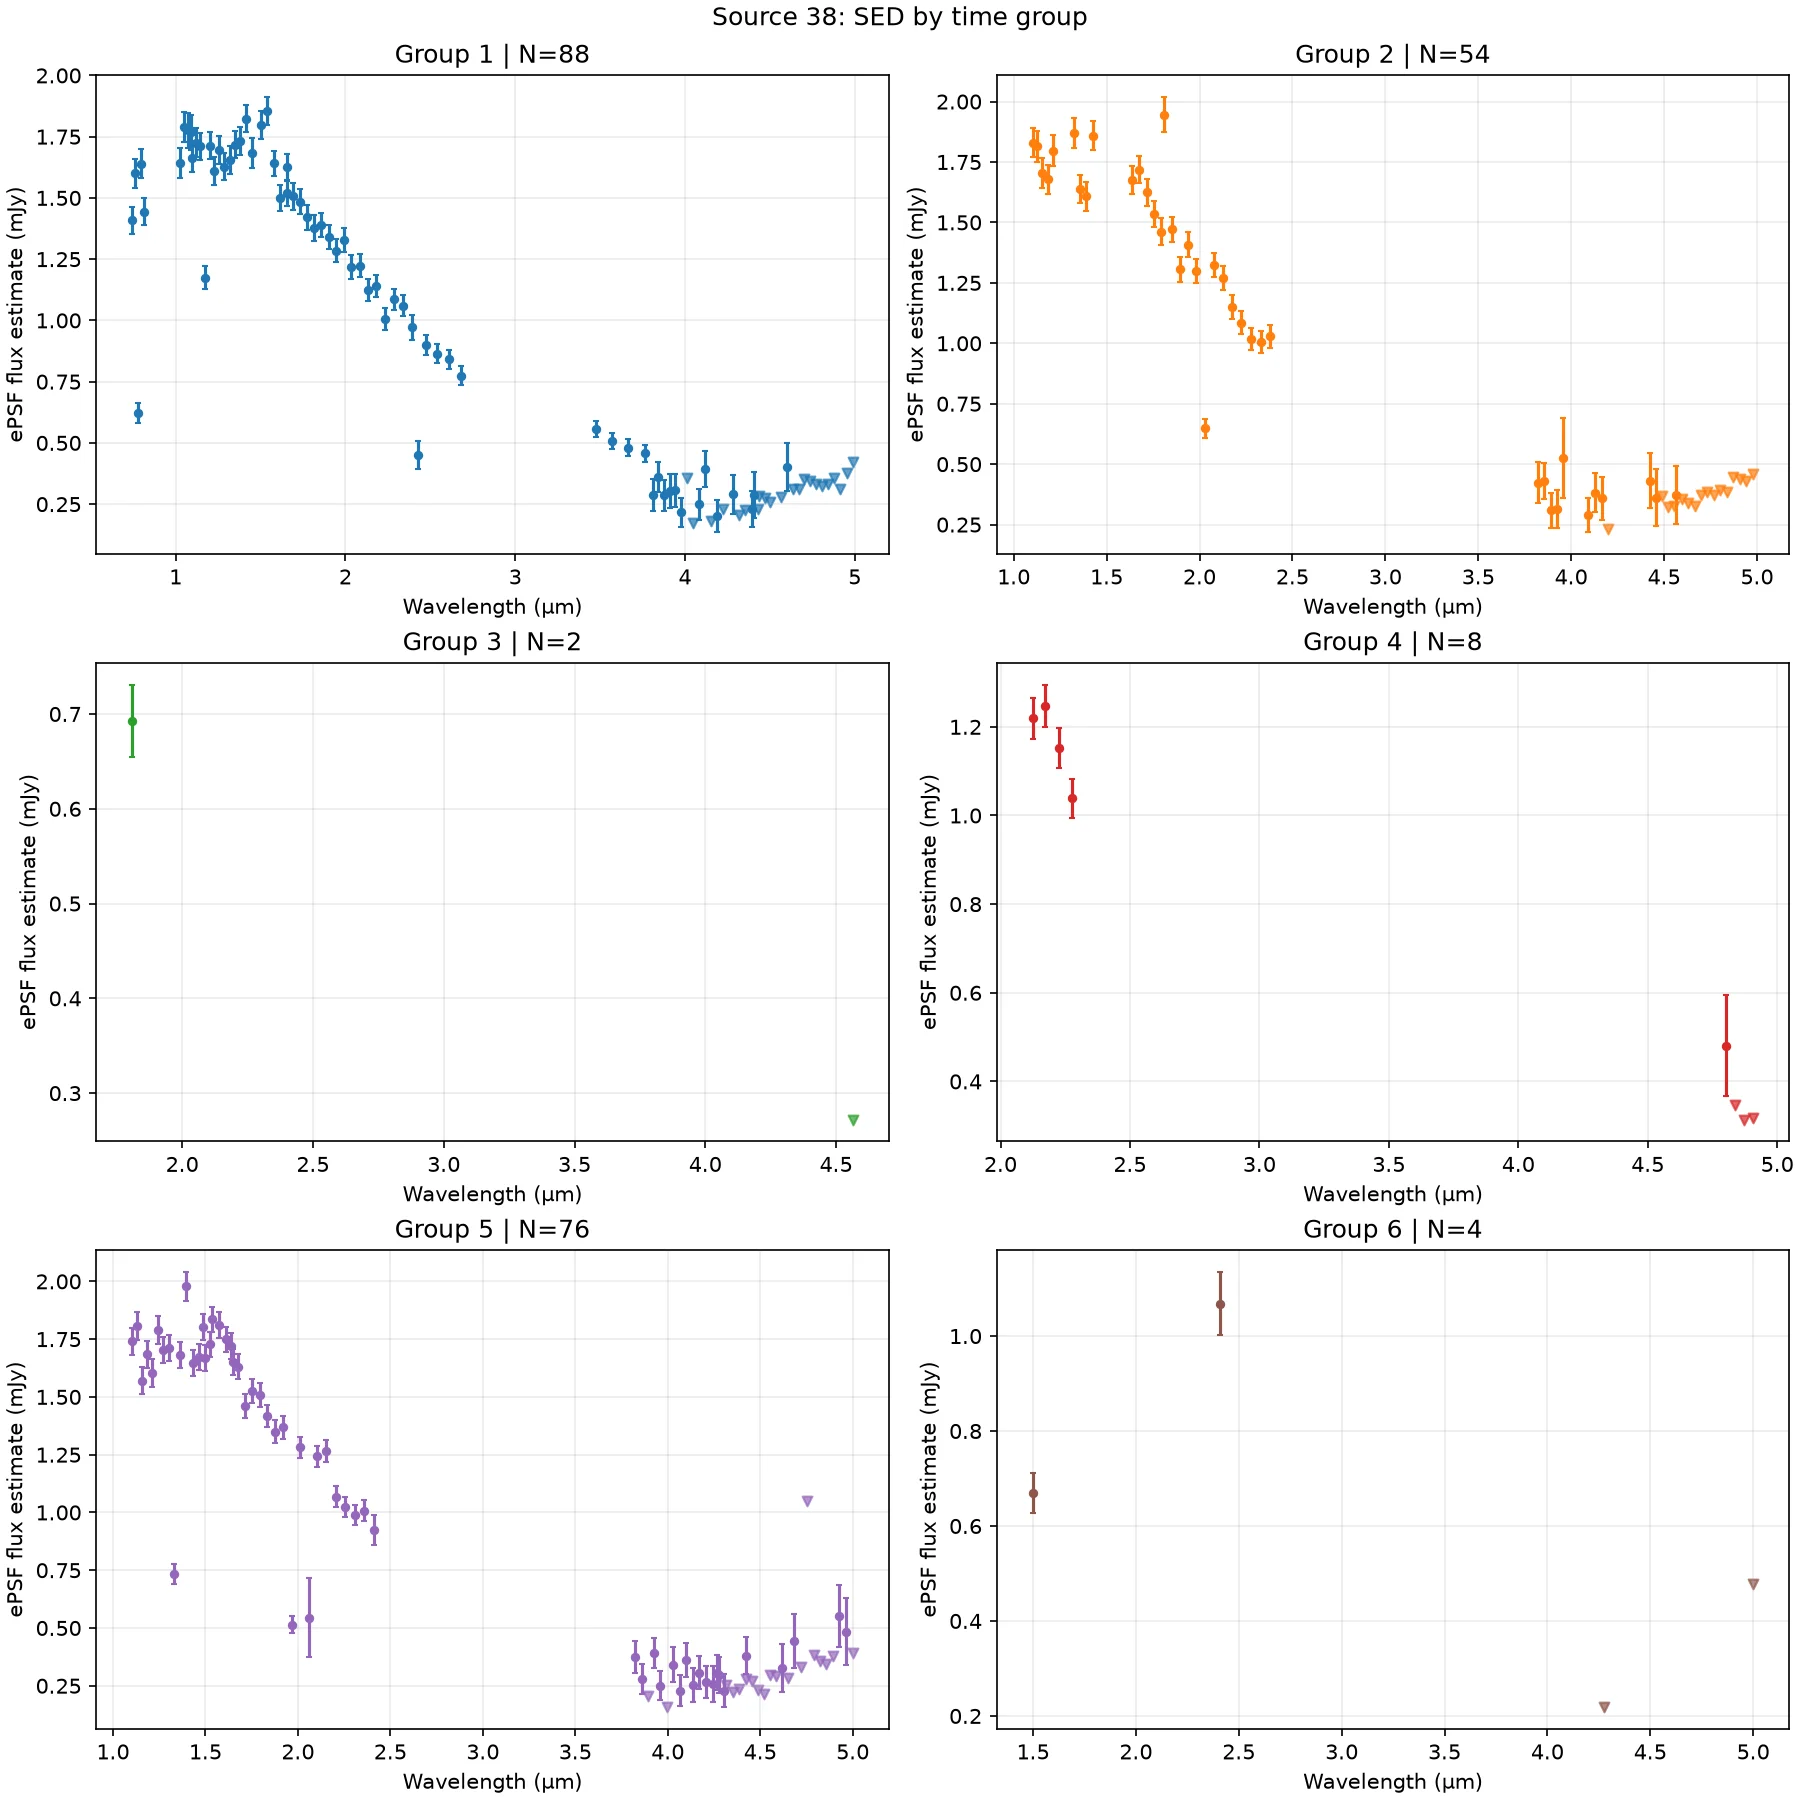 Source 38: SED by time group
Group 1 | N=88
2.00
1.75
1.50
1.25
1.00
0.75
0.50
0.25
ePSF flux estimate (mJy)
1 2 3 4 5
Wavelength (μm)
Group 2 | N=54
2.00
1.75
1.50
1.25
1.00
0.75
0.50
0.25
ePSF flux estimate (mJy)
1.0 1.5 2.0 2.5 3.0 3.5 4.0 4.5 5.0
Wavelength (μm)
Group 3 | N=2
0.7
0.6
0.5
0.4
0.3
ePSF flux estimate (mJy)
2.0 2.5 3.0 3.5 4.0 4.5
Wavelength (μm)
Group 4 | N=8
1.2
1.0
0.8
0.6
0.4
ePSF flux estimate (mJy)
2.0 2.5 3.0 3.5 4.0 4.5 5.0
Wavelength (μm)
Group 5 | N=76
2.00
1.75
1.50
1.25
1.00
0.75
0.50
0.25
ePSF flux estimate (mJy)
1.0 1.5 2.0 2.5 3.0 3.5 4.0 4.5 5.0
Wavelength (μm)
Group 6 | N=4
1.0
0.8
0.6
0.4
0.2
ePSF flux estimate (mJy)
1.5 2.0 2.5 3.0 3.5 4.0 4.5 5.0
Wavelength (μm)